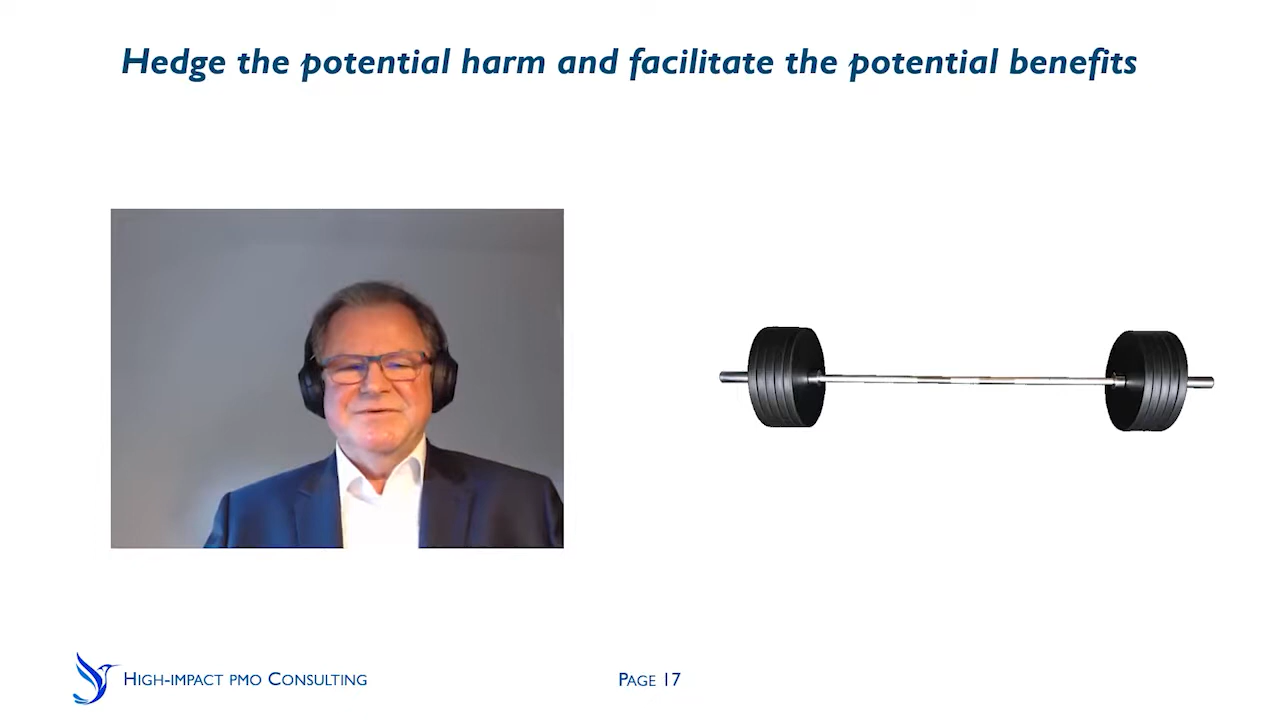 Hedge the potential harm and facilitate the potential benefits
High-impact pmo Consulting
Page 17